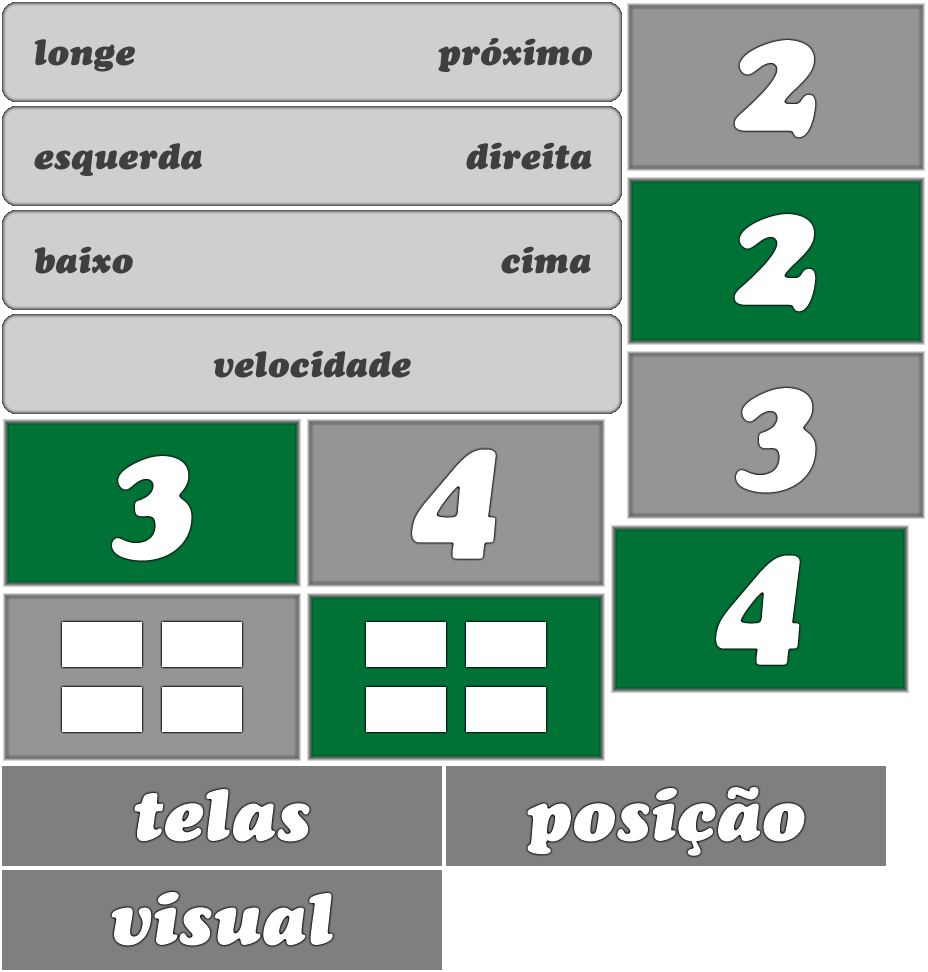 longe próximo
2
esquerda direita
2
baixo cima
velocidade
3
3 4
4
telas posição
visual